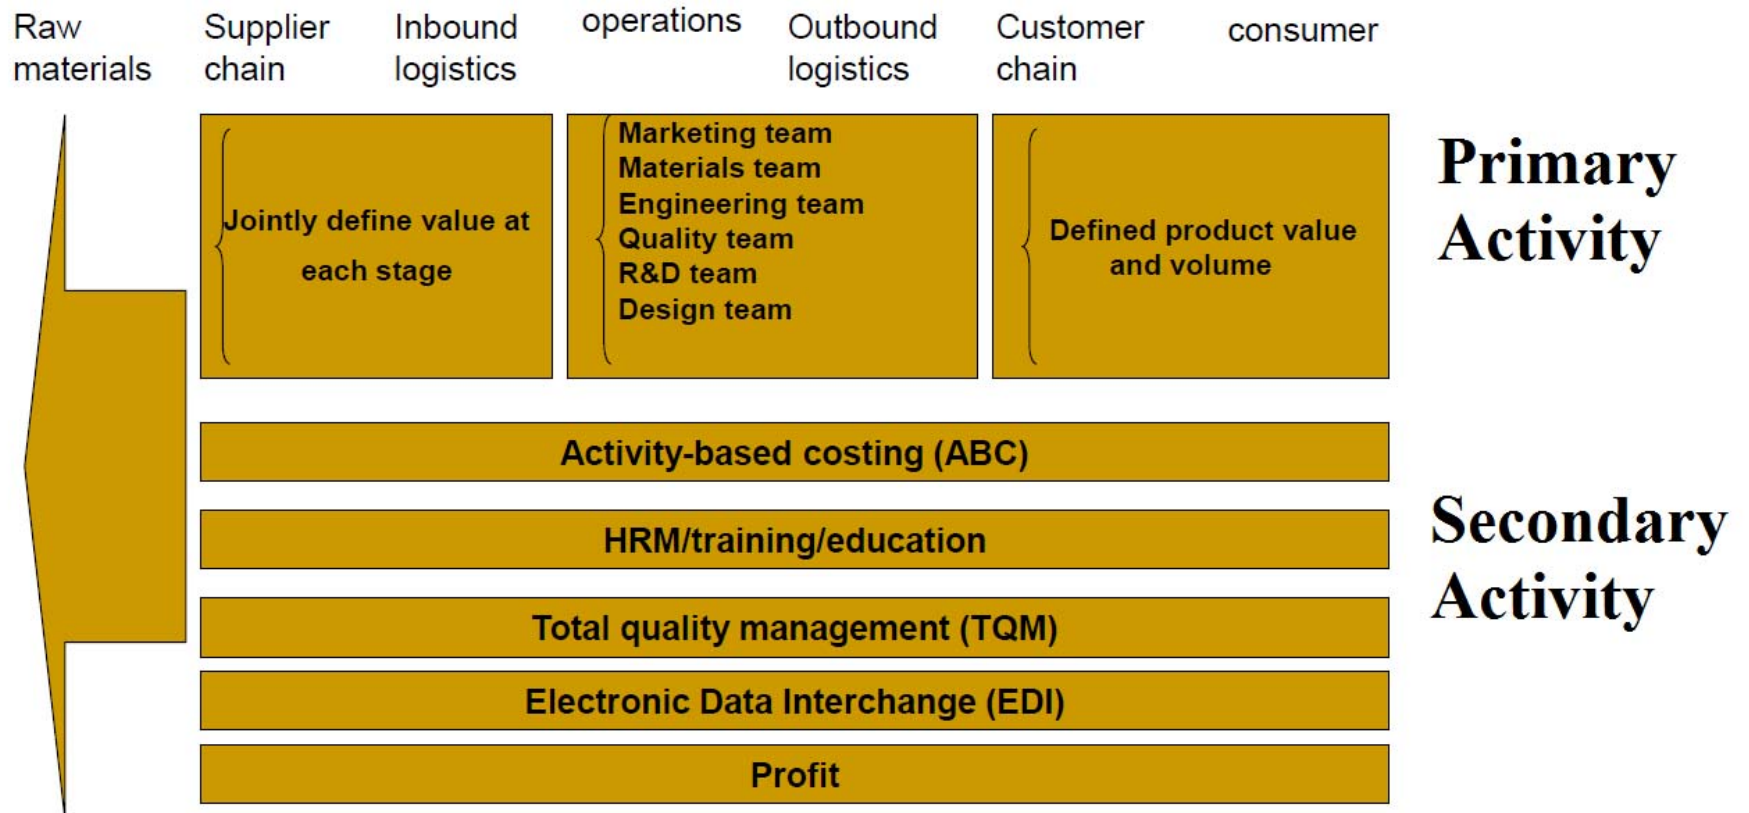 Raw
materials
Supplier
chain
Inbound
logistics
operations
Outbound
logistics
Customer
chain
consumer
Jointly define value at
each stage
Marketing team
Materials team
Engineering team
Quality team
R&D team
Design team
Defined product value
and volume
Primary
Activity
Activity-based costing (ABC)
HRM/training/education
Total quality management (TQM)
Electronic Data Interchange (EDI)
Profit
Secondary
Activity